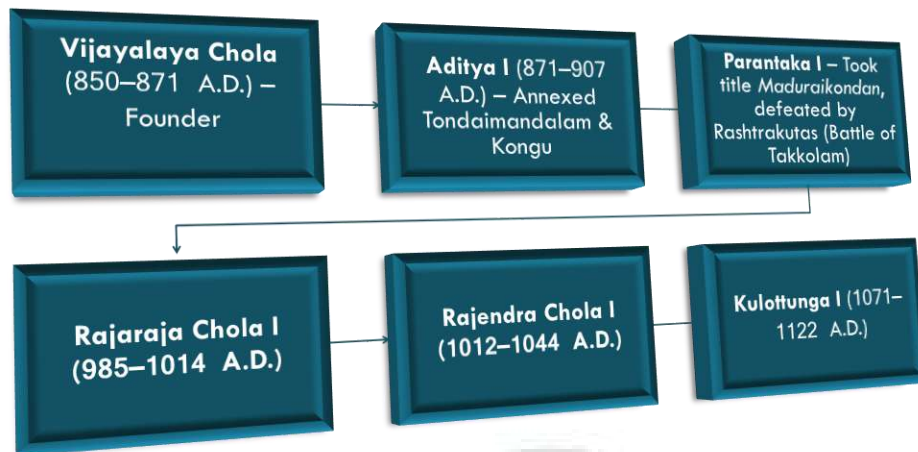 Vijayalaya Chola
(850–871 A.D.) –
Founder
Aditya I (871–907
A.D.) – Annexed
Tondaimandalam &
Kongu
Parantaka I – Took
title Maduraikondan,
defeated by
Rashtrakutas (Battle of
Takkolam)
Rajaraja Chola I
(985–1014 A.D.)
Rajendra Chola I
(1012–1044 A.D.)
Kulottunga I (1071–
1122 A.D.)